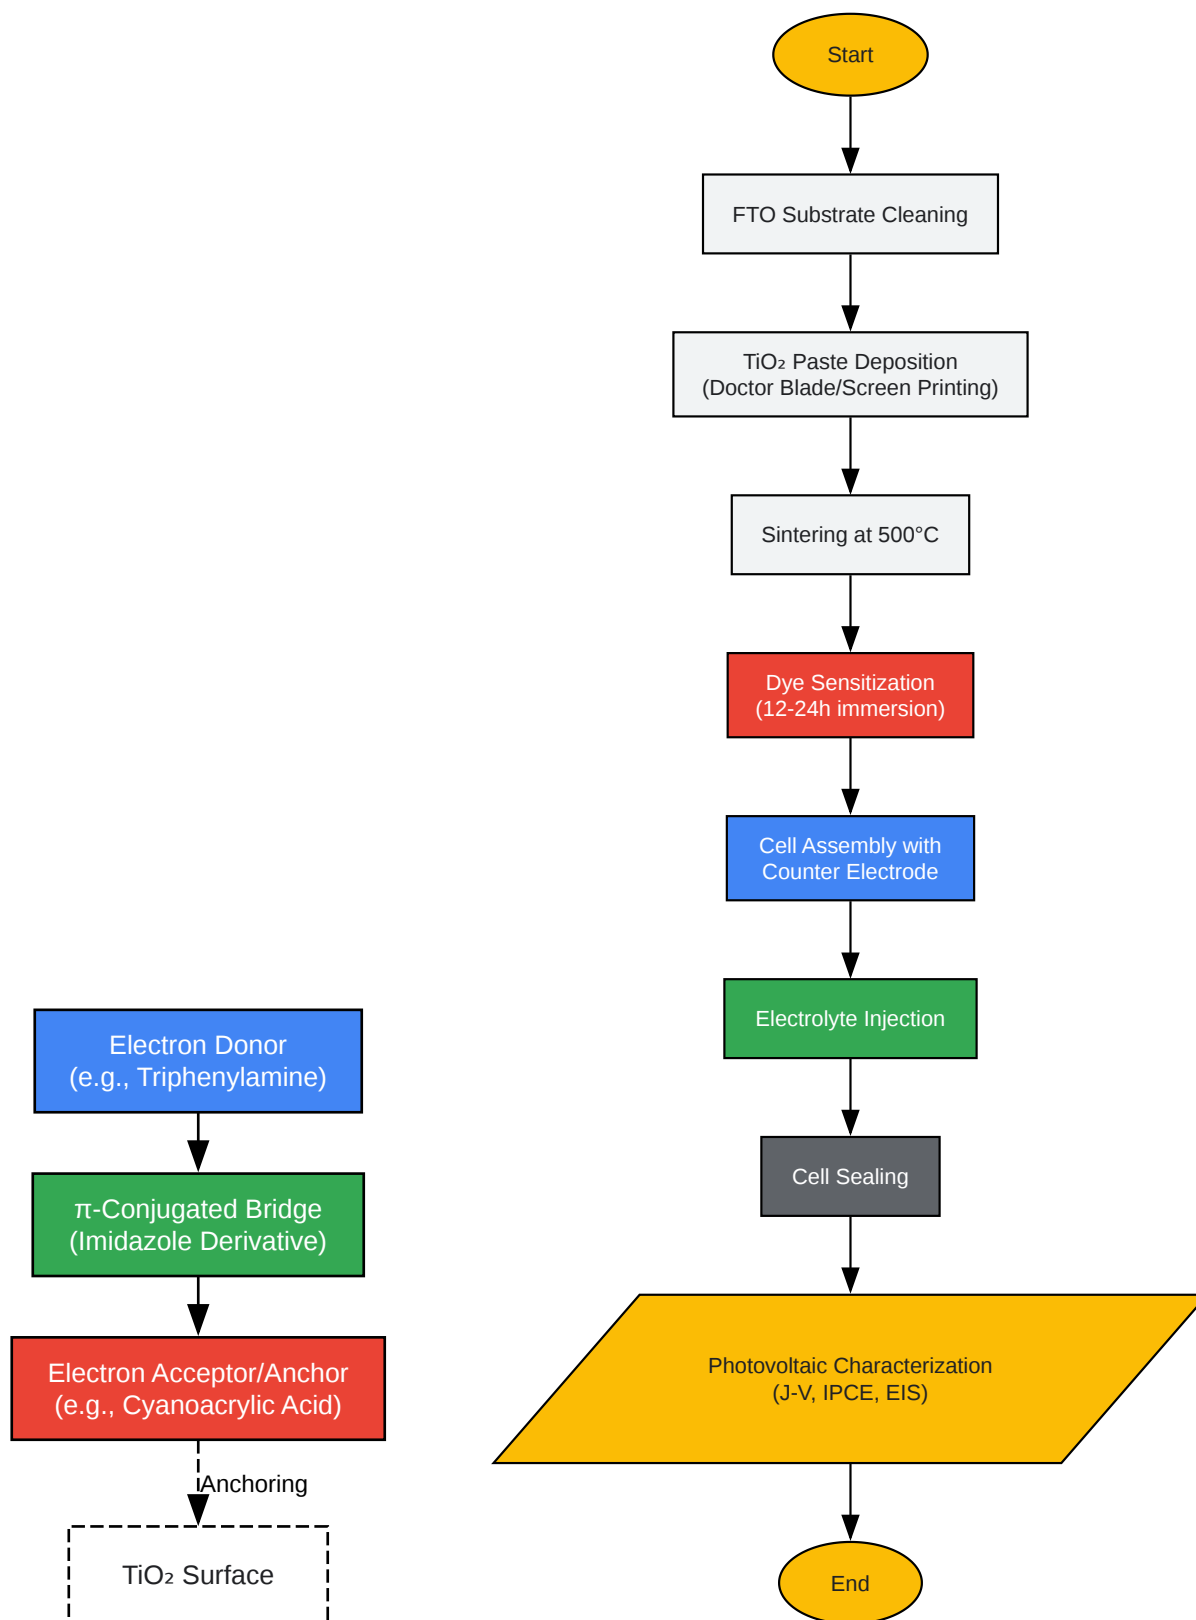 Start
FTO Substrate Cleaning
TiO₂ Paste Deposition
(Doctor Blade/Screen Printing)
Sintering at 500°C
Dye Sensitization
(12-24h immersion)
Cell Assembly with
Counter Electrode
Electrolyte Injection
Cell Sealing
Photovoltaic Characterization
(J-V, IPCE, EIS)
End
Electron Donor
(e.g., Triphenylamine)
π-Conjugated Bridge
(Imidazole Derivative)
Electron Acceptor/Anchor
(e.g., Cyanoacrylic Acid)
Anchoring
TiO₂ Surface